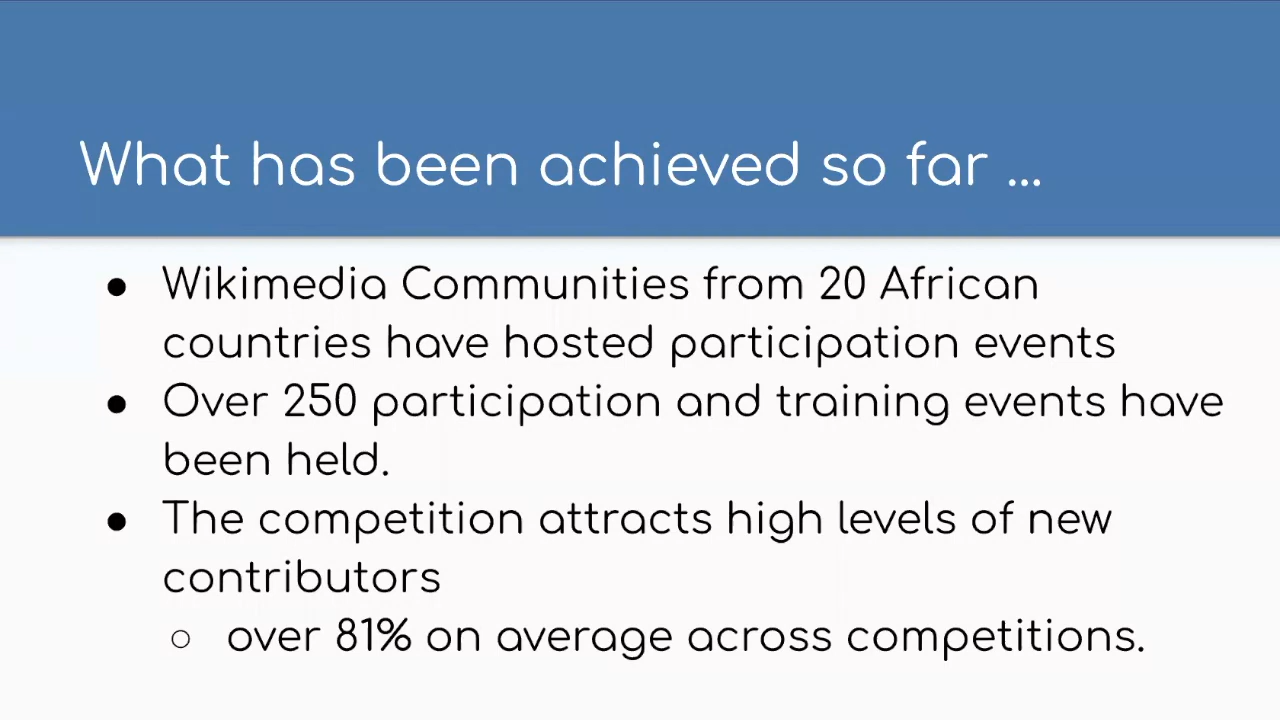 What has been achieved so far ...
● Wikimedia Communities from 20 African
countries have hosted participation events
● Over 250 participation and training events have
been held.
● The competition attracts high levels of new
contributors
○ over 81% on average across competitions.